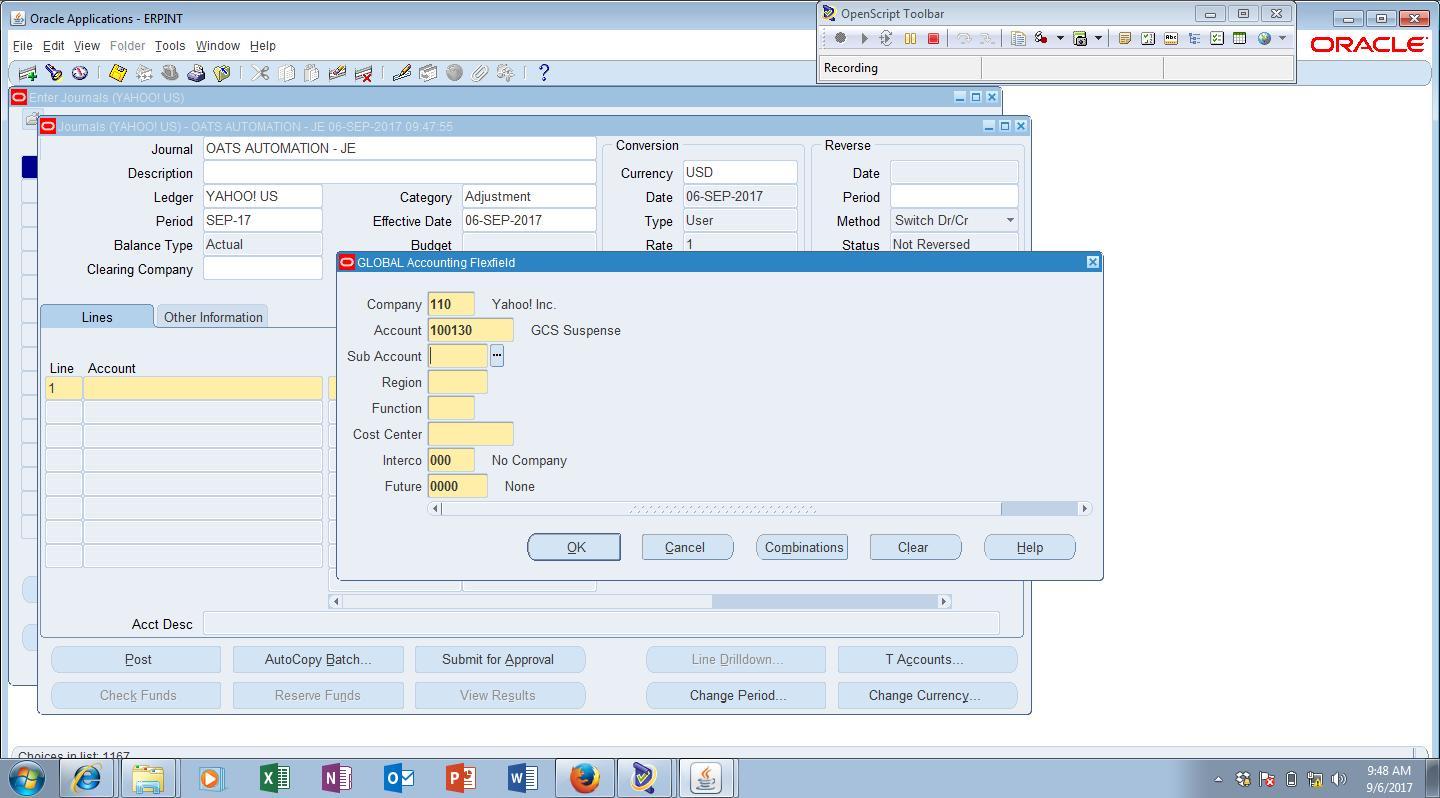 Oracle Applications - ERPINT
OpenScript Toolbar
File Edit View Folder Tools Window Help
ORACLE
Recording
Enter Journals (YAHOO! US)
Journals (YAHOO! US) - OATS AUTOMATION - JE 06-SEP-2017 09:47:55
Journal OATS AUTOMATION - JE
Conversion
Reverse
Description
Currency USD
Date
Ledger YAHOO! US
Category Adjustment
Date 06-SEP-2017
Period
Period SEP-17
Effective Date 06-SEP-2017
Type User
Method Switch Dr/Cr
Balance Type Actual
Budget
Rate 1
Status Not Reversed
Clearing Company
GLOBAL Accounting Flexfield
Company 110 Yahoo! Inc.
Account 100130 GCS Suspense
Sub Account ...
Region
Function
Cost Center
Interco 000 No Company
Future 0000 None
OK Cancel Combinations Clear Help
Lines Other Information
Line Account
1
Acct Desc
Post AutoCopy Batch... Submit for Approval Line Drilldown... T Accounts...
Check Funds Reserve Funds View Results Change Period... Change Currency...
Choices in list: 1167
9:48 AM
9/6/2017